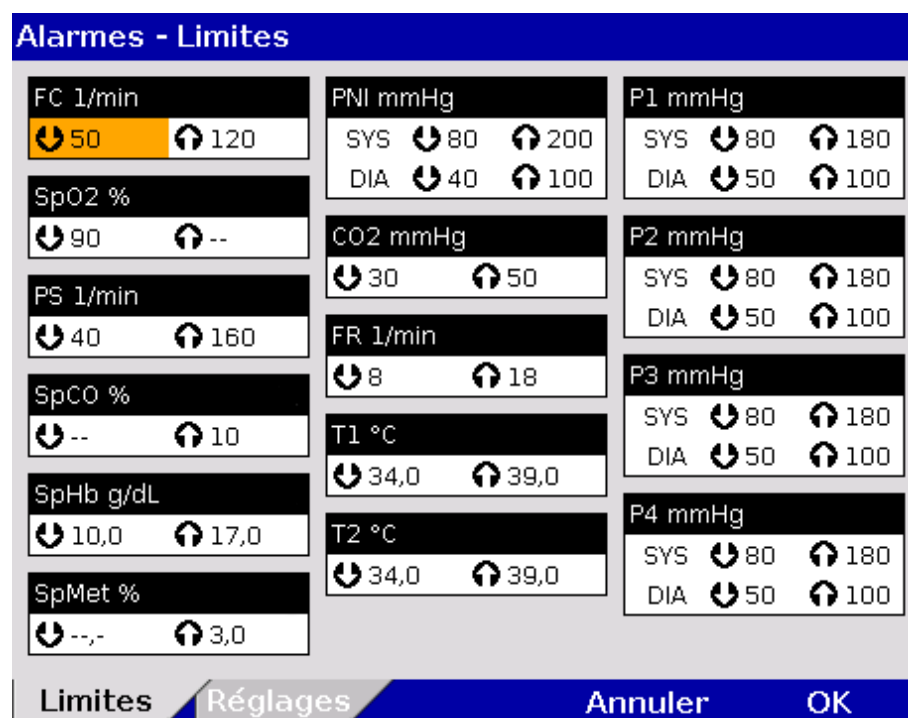 Alarmes - Limites
FC 1/min
50 120
SpO2 %
90 --
PS 1/min
40 160
SpCO %
-- 10
SpHb g/dL
10,0 17,0
SpMet %
--,- 3,0
PNI mmHg
SYS 80 200
DIA 40 100
CO2 mmHg
30 50
FR 1/min
8 18
T1 °C
34,0 39,0
T2 °C
34,0 39,0
P1 mmHg
SYS 80 180
DIA 50 100
P2 mmHg
SYS 80 180
DIA 50 100
P3 mmHg
SYS 80 180
DIA 50 100
P4 mmHg
SYS 80 180
DIA 50 100
Limites Réglages Annuler OK